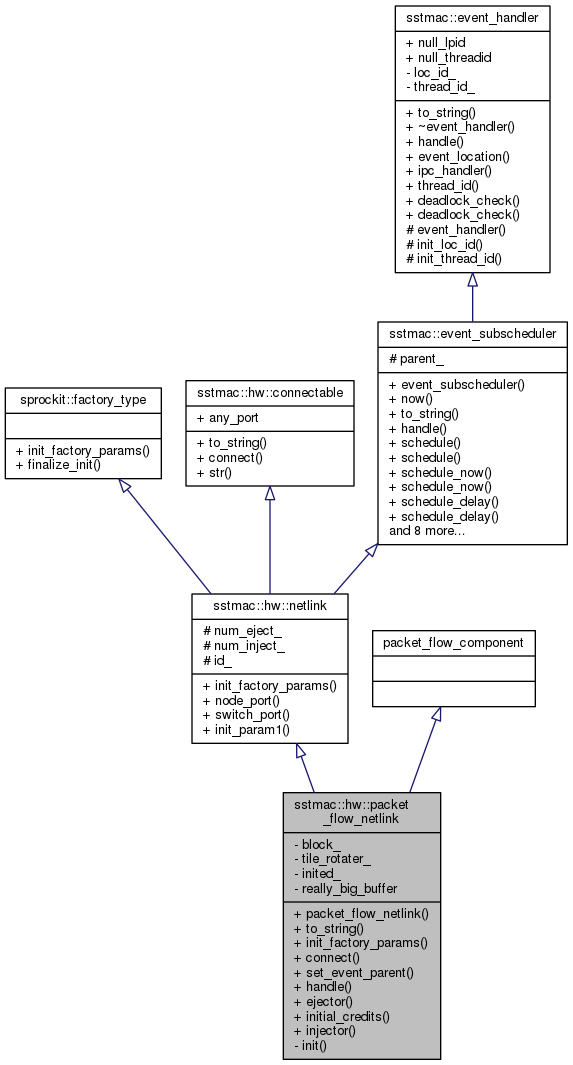 sstmac::event_handler
+ null_lpid
+ null_threadid
- loc_id_
- thread_id_
+ to_string()
+ ~event_handler()
+ handle()
+ event_location()
+ ipc_handler()
+ thread_id()
+ deadlock_check()
+ deadlock_check()
# event_handler()
# init_loc_id()
# init_thread_id()
sstmac::event_subscheduler
# parent_
+ event_subscheduler()
+ now()
+ to_string()
+ handle()
+ schedule()
+ schedule()
+ schedule_now()
+ schedule_now()
+ schedule_delay()
+ schedule_delay()
and 8 more...
sprockit::factory_type
+ init_factory_params()
+ finalize_init()
sstmac::hw::connectable
+ any_port
+ to_string()
+ connect()
+ str()
sstmac::hw::netlink
# num_eject_
# num_inject_
# id_
+ init_factory_params()
+ node_port()
+ switch_port()
+ init_param1()
packet_flow_component
sstmac::hw::packet
_flow_netlink
- block_
- tile_rotater_
- inited_
- really_big_buffer
+ packet_flow_netlink()
+ to_string()
+ init_factory_params()
+ connect()
+ set_event_parent()
+ handle()
+ ejector()
+ initial_credits()
+ injector()
- init()